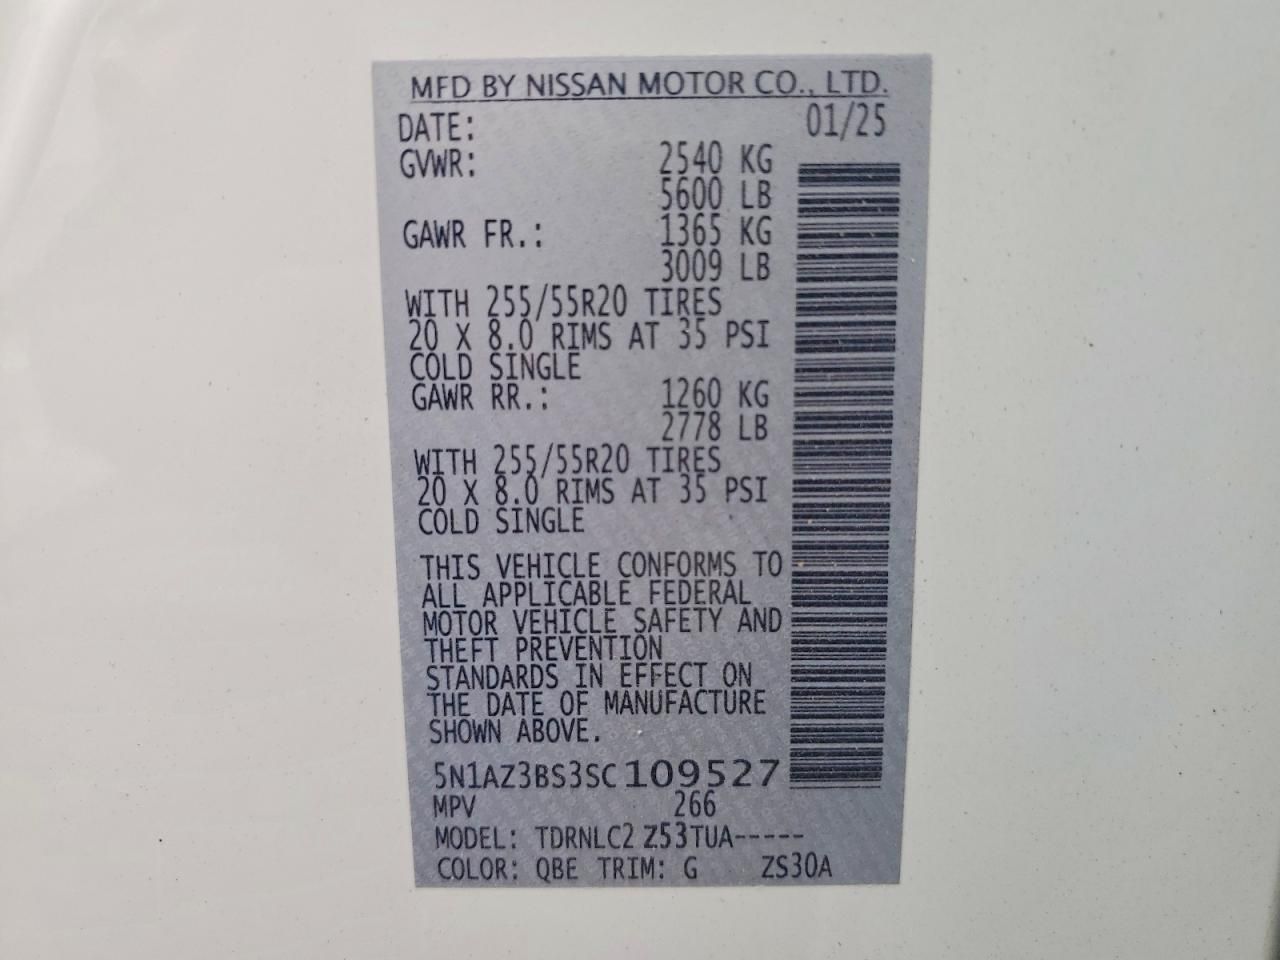 MFD BY NISSAN MOTOR CO., LTD.
DATE: 01/25
GVWR: 2540 KG
5600 LB
GAWR FR.: 1365 KG
3009 LB
WITH 255/55R20 TIRES
20 X 8.0 RIMS AT 35 PSI
COLD SINGLE
GAWR RR.: 1260 KG
2778 LB
WITH 255/55R20 TIRES
20 X 8.0 RIMS AT 35 PSI
COLD SINGLE
THIS VEHICLE CONFORMS TO
ALL APPLICABLE FEDERAL
MOTOR VEHICLE SAFETY AND
THEFT PREVENTION
STANDARDS IN EFFECT ON
THE DATE OF MANUFACTURE
SHOWN ABOVE.
5N1AZ3BS3SC109527
MPV 266
MODEL: TDRNLC2 Z53TUA-----
COLOR: QBE TRIM: G ZS30A